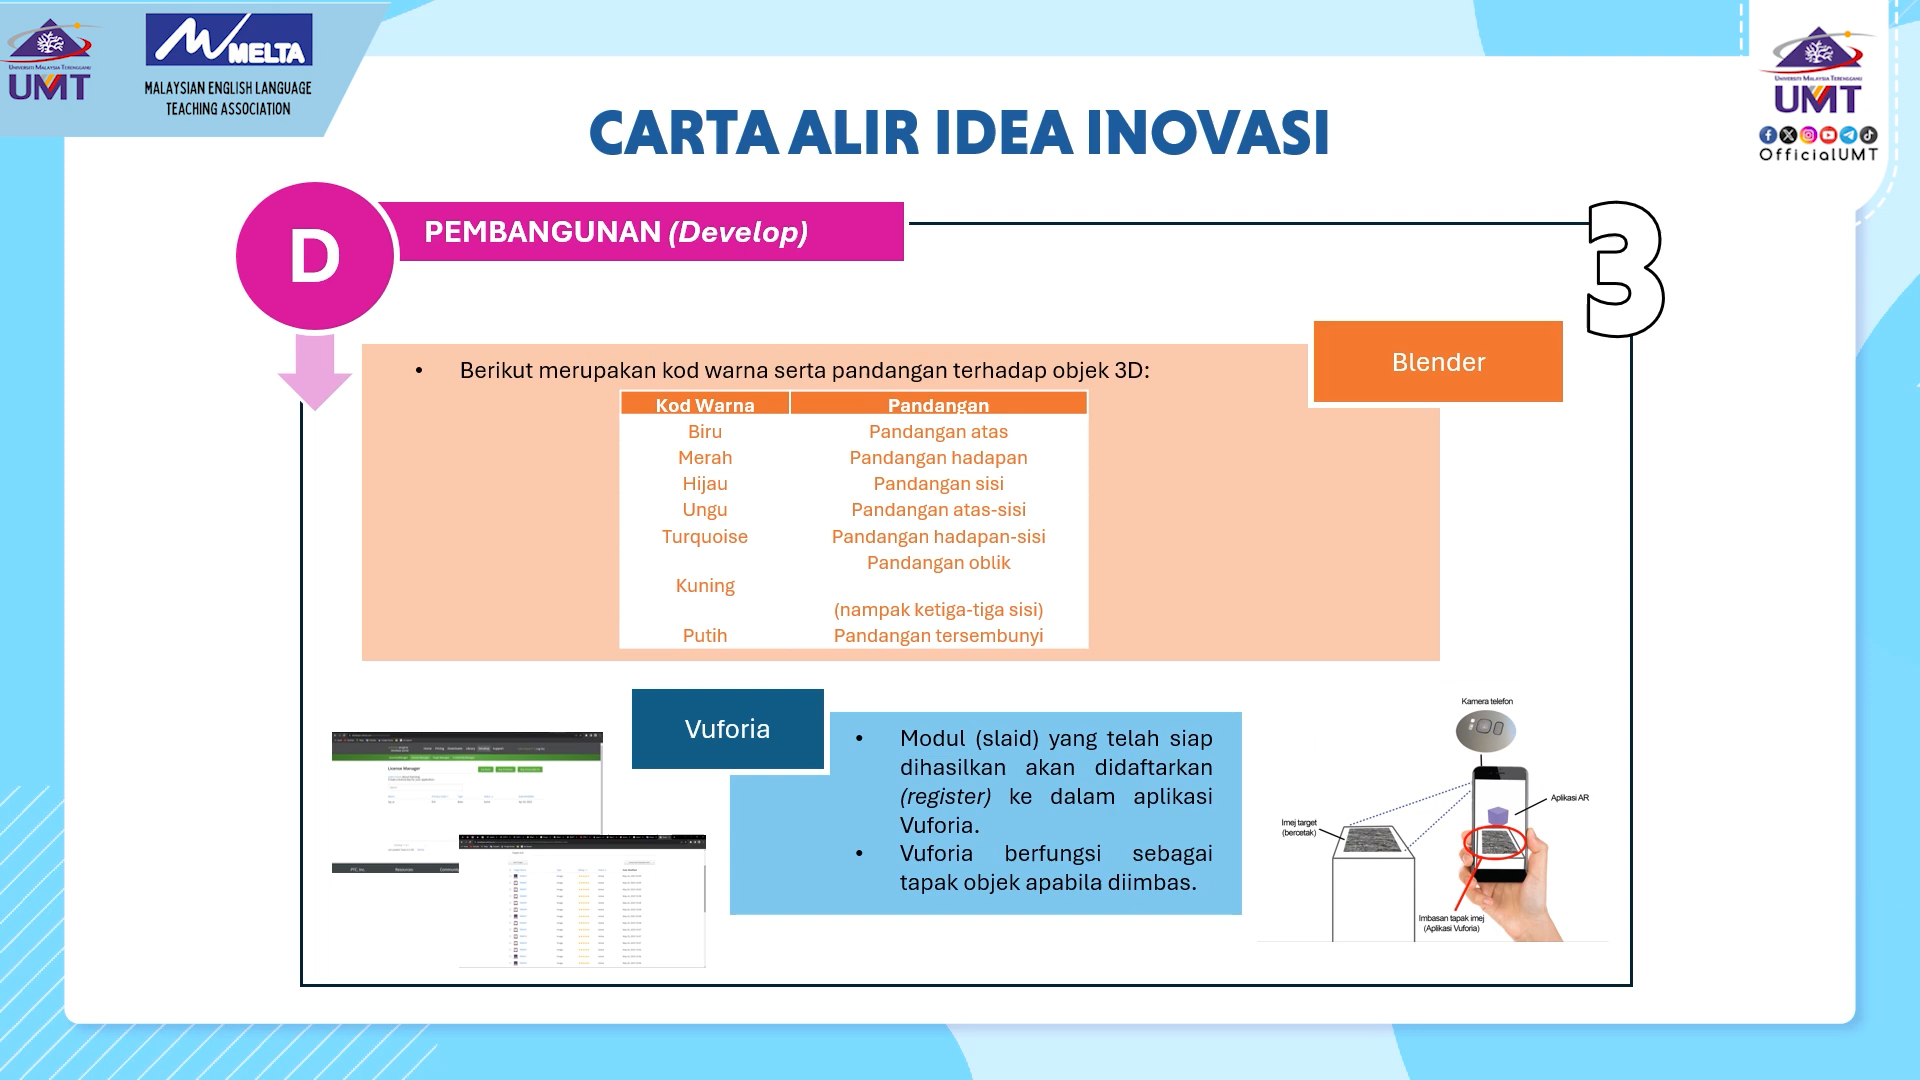 UNIVERSITI MALAYSIA TERENGGANU
UMT
MELTA
MALAYSIAN ENGLISH LANGUAGE
TEACHING ASSOCIATION
UNIVERSITI MALAYSIA TERENGGANU
UMT
OfficialUMT
CARTA ALIR IDEA INOVASI
D
PEMBANGUNAN (Develop)
3
Blender
• Berikut merupakan kod warna serta pandangan terhadap objek 3D:
Kod Warna Pandangan
Biru Pandangan atas
Merah Pandangan hadapan
Hijau Pandangan sisi
Ungu Pandangan atas-sisi
Turquoise Pandangan hadapan-sisi
Kuning Pandangan oblik
(nampak ketiga-tiga sisi)
Putih Pandangan tersembunyi
Vuforia
• Modul (slaid) yang telah siap
dihasilkan akan didaftarkan
(register) ke dalam aplikasi
Vuforia.
• Vuforia berfungsi sebagai
tapak objek apabila diimbas.
License Manager
PTC, Inc. Resources
Kamera telefon
Aplikasi AR
Imej target
(bercetak)
Imbasan tapak imej
(Aplikasi Vuforia)